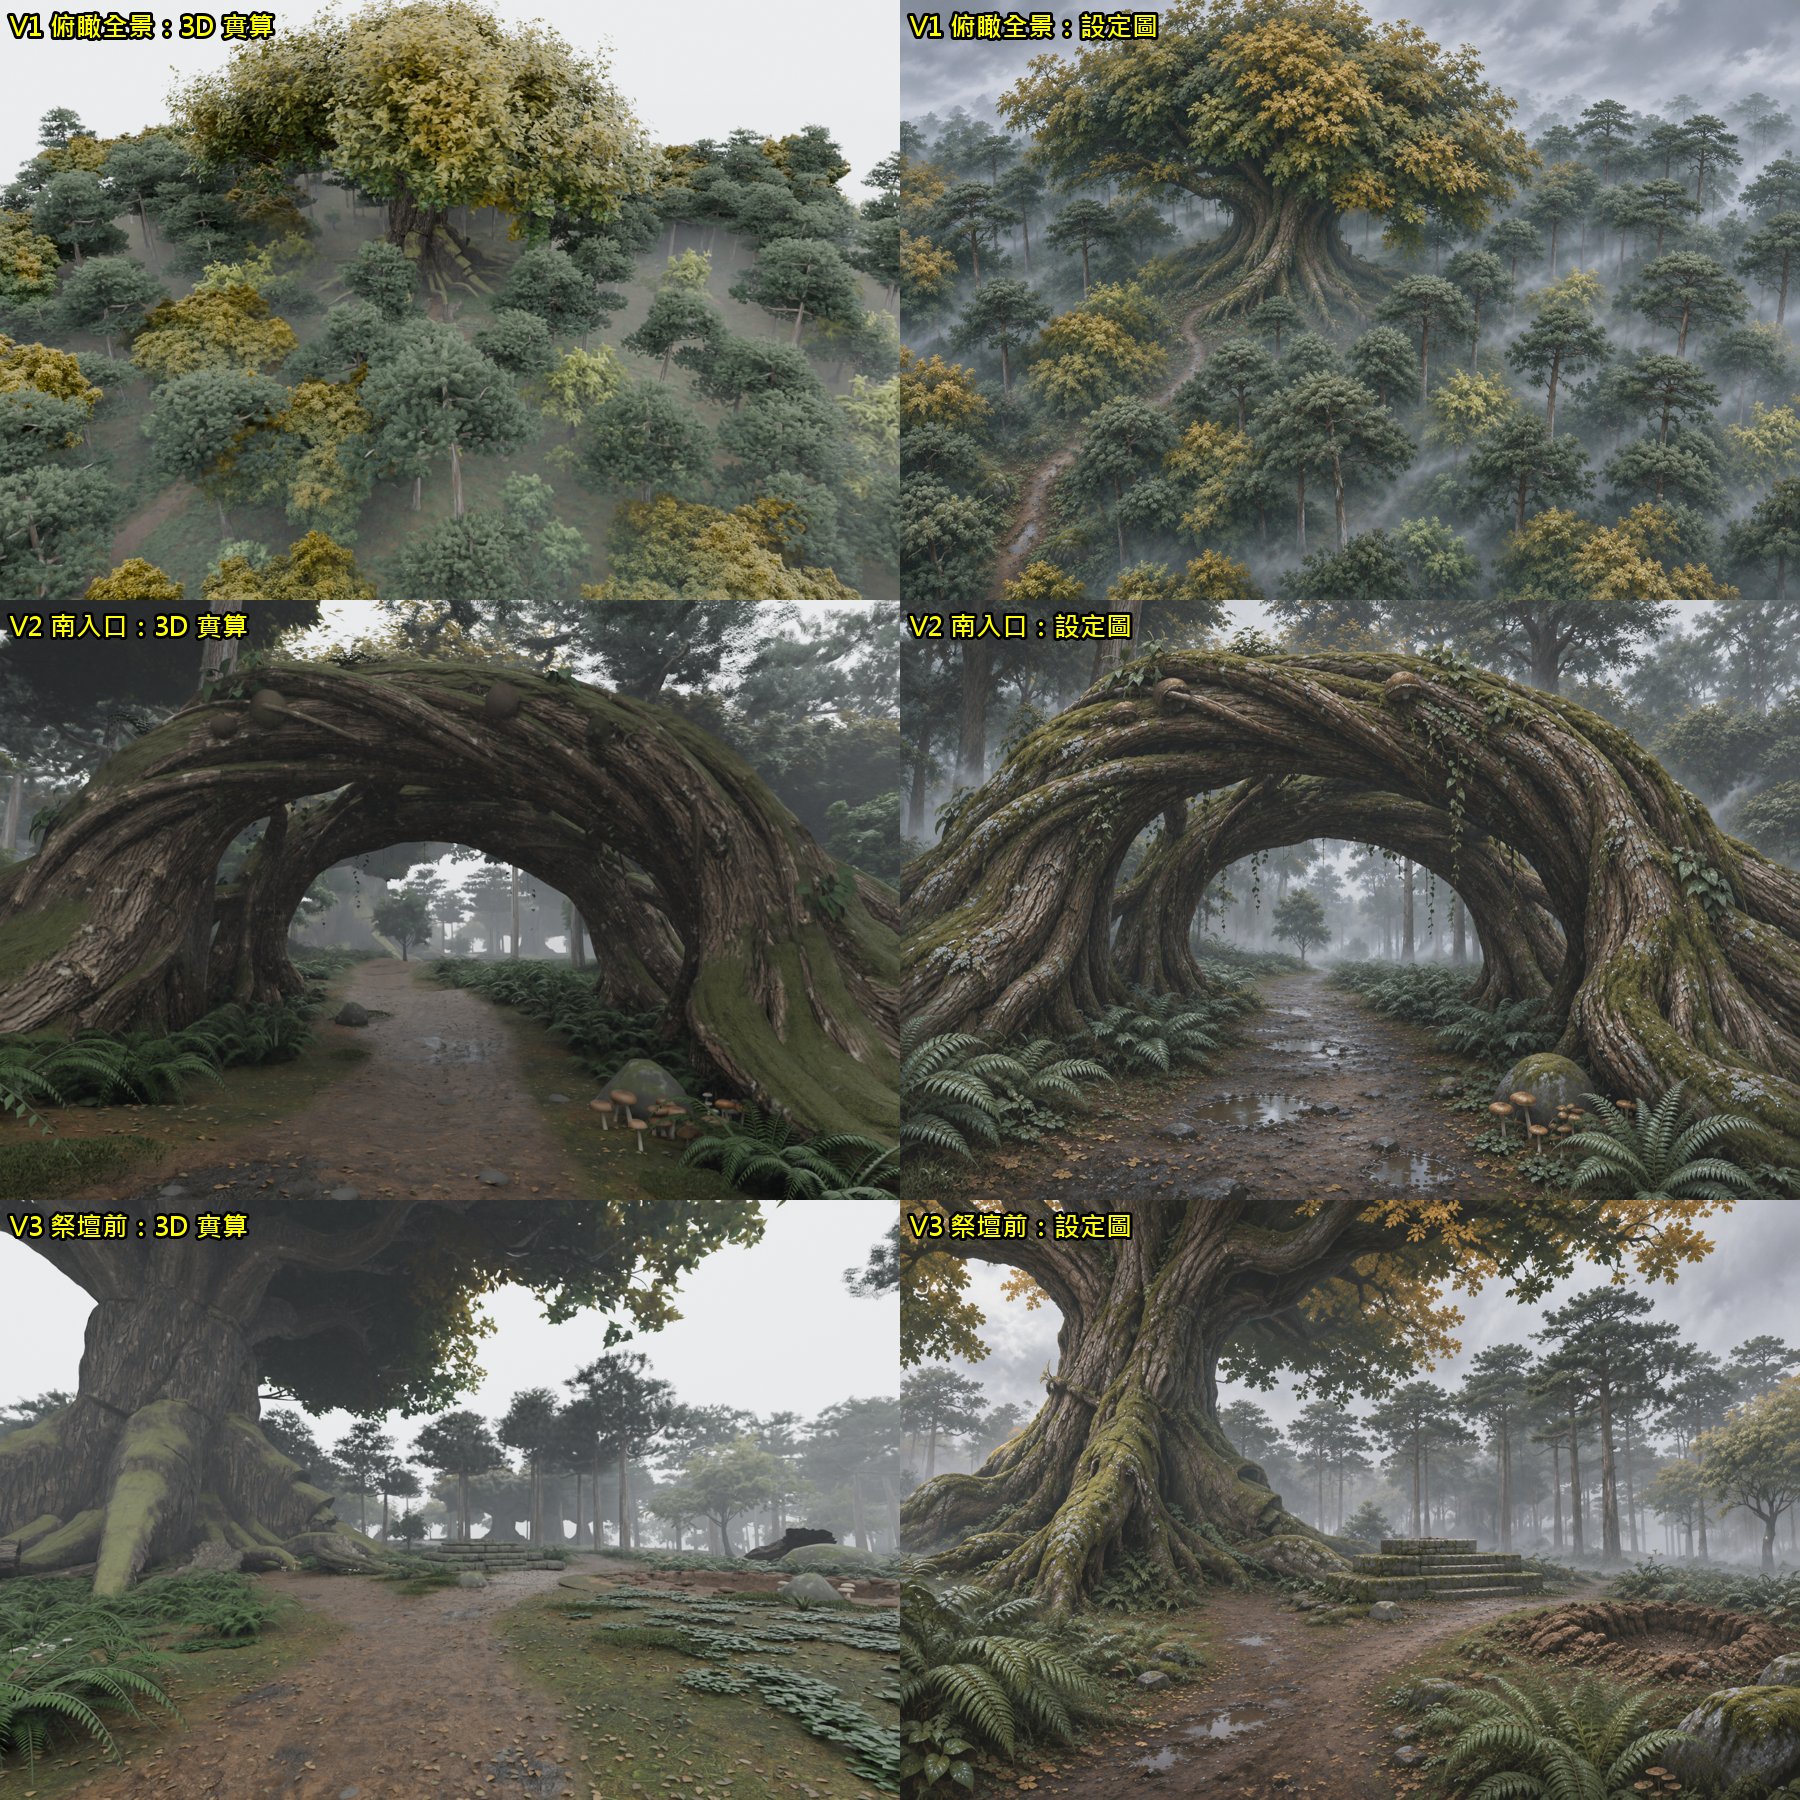 V1 俯瞰全景：3D 實算
V1 俯瞰全景：設定圖
V2 南入口：3D 實算
V2 南入口：設定圖
V3 祭壇前：3D 實算
V3 祭壇前：設定圖